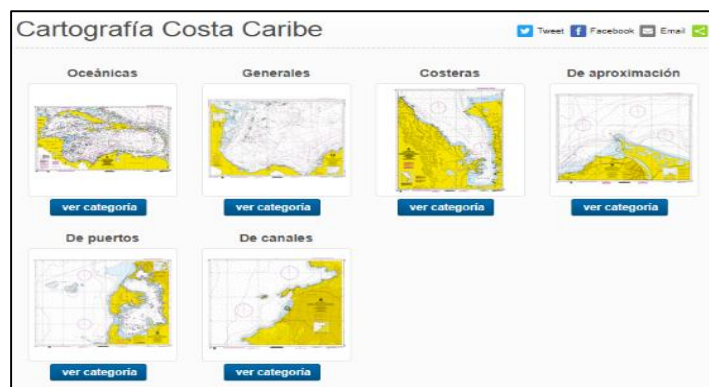 Cartografía Costa Caribe
Tweet Facebook Email
Oceánicas Generales Costeras De aproximación
ver categoría ver categoría ver categoría ver categoría
De puertos De canales
ver categoría ver categoría